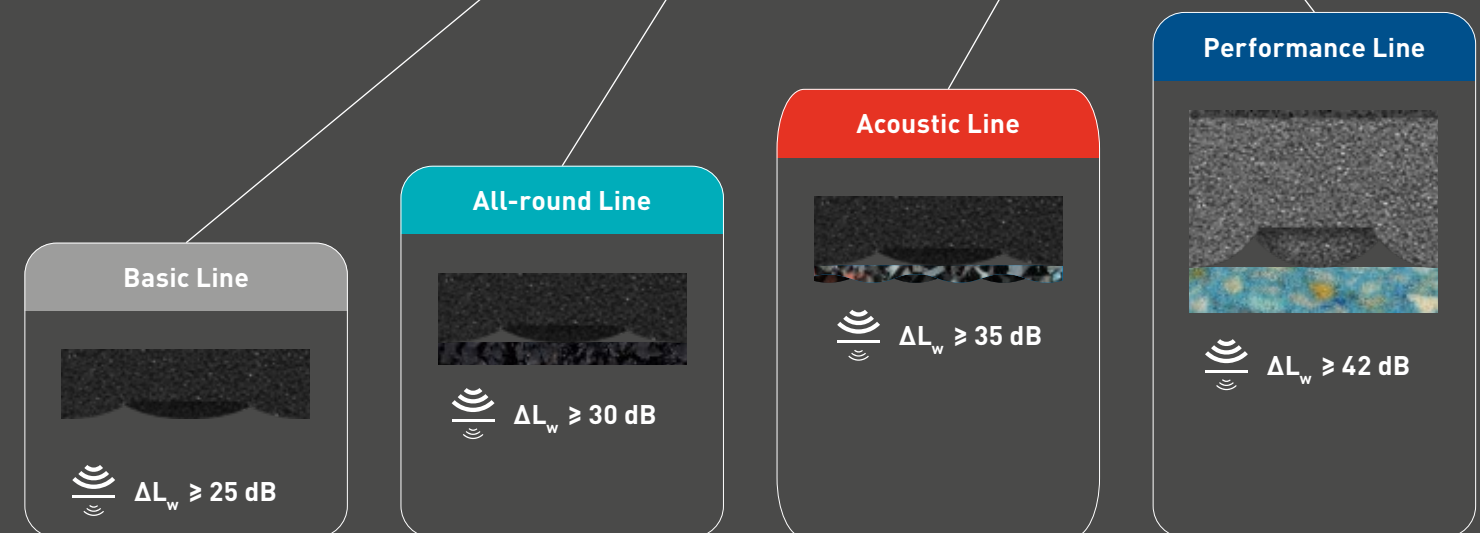 Basic Line
ΔLw ≥ 25 dB
All-round Line
ΔLw ≥ 30 dB
Acoustic Line
ΔLw ≥ 35 dB
Performance Line
ΔLw ≥ 42 dB